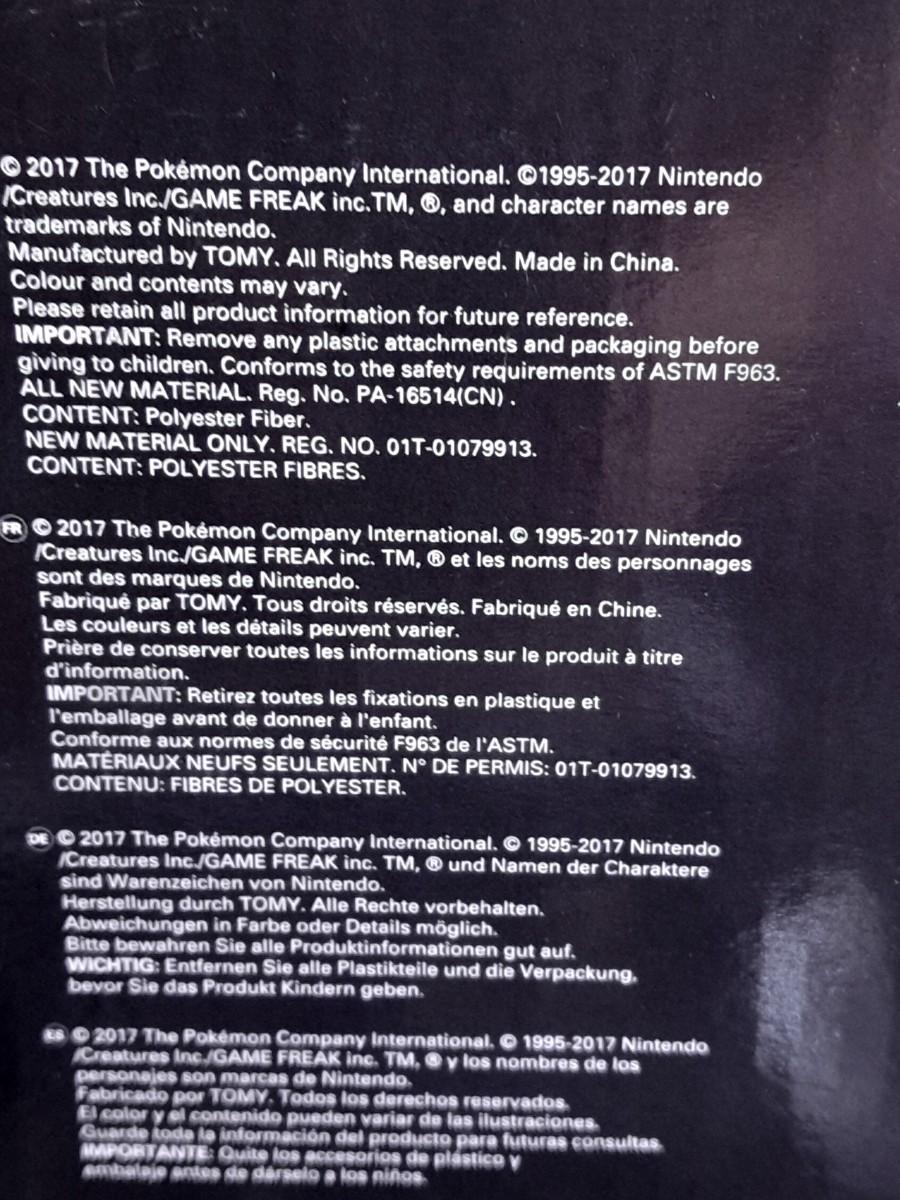 © 2017 The Pokémon Company International. ©1995-2017 Nintendo
/Creatures Inc./GAME FREAK inc.TM, ®, and character names are
trademarks of Nintendo.
Manufactured by TOMY. All Rights Reserved. Made in China.
Colour and contents may vary.
Please retain all product information for future reference.
IMPORTANT: Remove any plastic attachments and packaging before
giving to children. Conforms to the safety requirements of ASTM F963.
ALL NEW MATERIAL. Reg. No. PA-16514(CN) .
CONTENT: Polyester Fiber.
NEW MATERIAL ONLY. REG. NO. 01T-01079913.
CONTENT: POLYESTER FIBRES.
FR © 2017 The Pokémon Company International. © 1995-2017 Nintendo
/Creatures Inc./GAME FREAK inc. TM, ® et les noms des personnages
sont des marques de Nintendo.
Fabriqué par TOMY. Tous droits réservés. Fabriqué en Chine.
Les couleurs et les détails peuvent varier.
Prière de conserver toutes les informations sur le produit à titre
d'information.
IMPORTANT: Retirez toutes les fixations en plastique et
l'emballage avant de donner à l'enfant.
Conforme aux normes de sécurité F963 de l'ASTM.
MATÉRIAUX NEUFS SEULEMENT. N° DE PERMIS: 01T-01079913.
CONTENU: FIBRES DE POLYESTER.
DE © 2017 The Pokémon Company International. © 1995-2017 Nintendo
/Creatures Inc./GAME FREAK inc. TM, ® und Namen der Charaktere
sind Warenzeichen von Nintendo.
Herstellung durch TOMY. Alle Rechte vorbehalten.
Abweichungen in Farbe oder Details möglich.
Bitte bewahren Sie alle Produktinformationen gut auf.
WICHTIG: Entfernen Sie alle Plastikteile und die Verpackung,
bevor Sie das Produkt Kindern geben.
ES © 2017 The Pokémon Company International. © 1995-2017 Nintendo
/Creatures Inc./GAME FREAK inc. TM, ® y los nombres de los
personajes son marcas de Nintendo.
Fabricado por TOMY. Todos los derechos reservados.
El color y el contenido pueden variar de las ilustraciones.
Guarde toda la información del producto para futuras consultas.
IMPORTANTE: Quite los accesorios de plástico y
embalaje antes de dárselo a los niños.